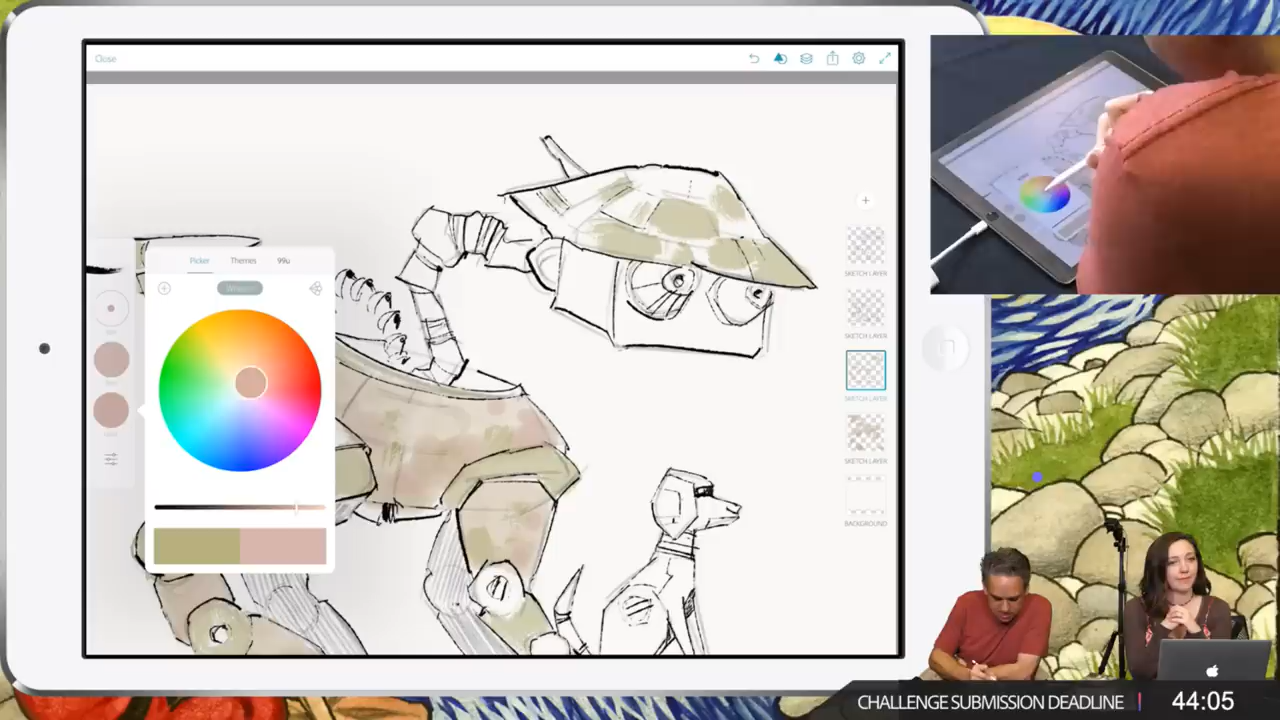 Close
Picker Themes 99u
SKETCH LAYER
SKETCH LAYER
SKETCH LAYER
SKETCH LAYER
BACKGROUND
CHALLENGE SUBMISSION DEADLINE 44:05